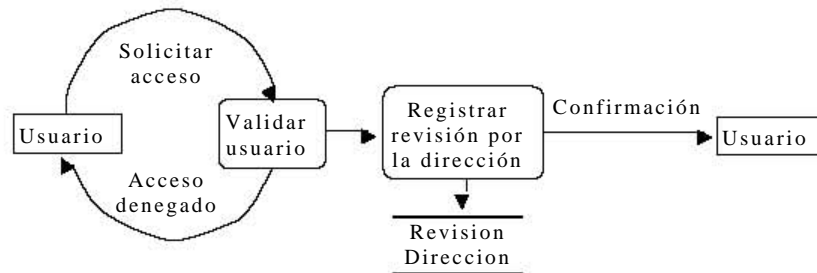 Solicitar
acceso
Usuario
Validar
usuario
Acceso
denegado
Registrar
revisión por
la dirección
Confirmación
Usuario
Revision
Direccion